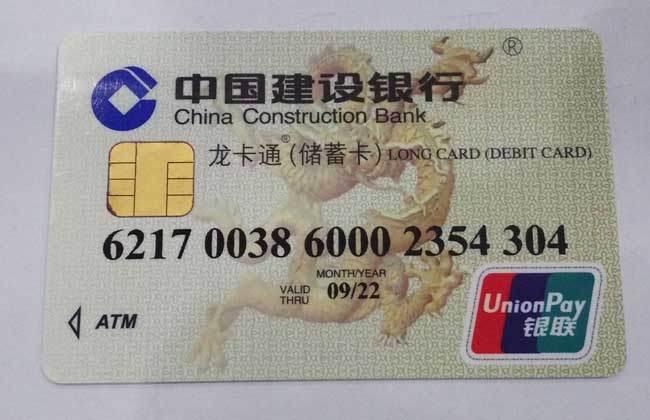 ®
中国建设银行
China Construction Bank
龙卡通®(储蓄卡) LONG CARD (DEBIT CARD)
6217 0038 6000 2354 304
MONTH/YEAR
VALID THRU 09/22
ATM
UnionPay
银联